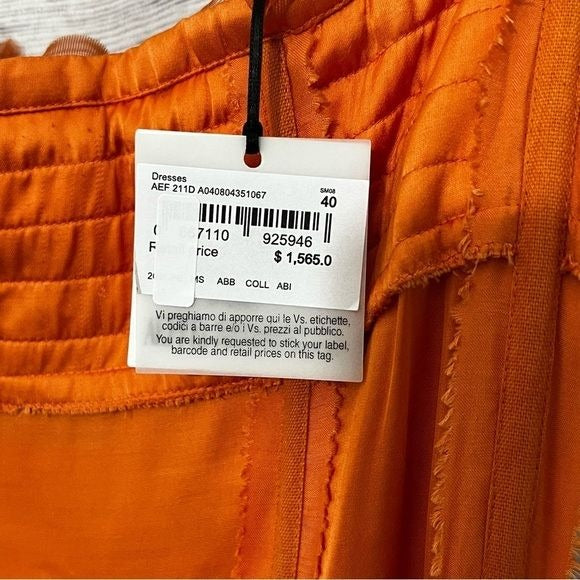 Dresses
AEF 211D A040804351067
SM08
40
7110 925946
price
$ 1,565.0
MS ABB COLL ABI
Vi preghiamo di apporre qui le Vs. etichette,
codici a barre e/o i Vs. prezzi al pubblico.
You are kindly requested to stick your label,
barcode and retail prices on this tag.